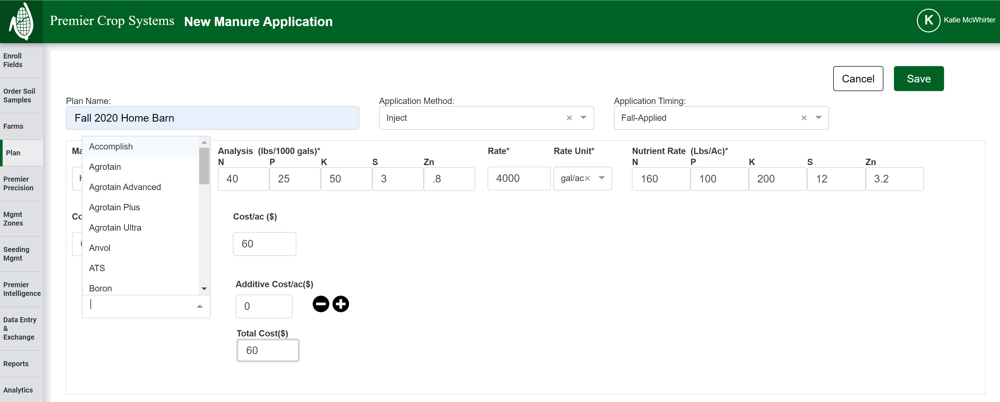 Premier Crop Systems New Manure Application
K Katie McWhirter
Enroll
Fields
Order Soil
Samples
Farms
Plan
Premier
Precision
Mgmt
Zones
Seeding
Mgmt
Premier
Intelligence
Data Entry
&
Exchange
Reports
Analytics
Cancel Save
Plan Name: Application Method: Application Timing:
Fall 2020 Home Barn Inject × Fall-Applied ×
Accomplish
Agrotain
Agrotain Advanced
Agrotain Plus
Agrotain Ultra
Anvol
ATS
Boron
Analysis (lbs/1000 gals)* Rate* Rate Unit* Nutrient Rate (Lbs/Ac)*
N P K S Zn N P K S Zn
40 25 50 3 .8 4000 gal/ac× 160 100 200 12 3.2
Cost/ac ($)
60
Additive Cost/ac($)
0
Total Cost($)
60